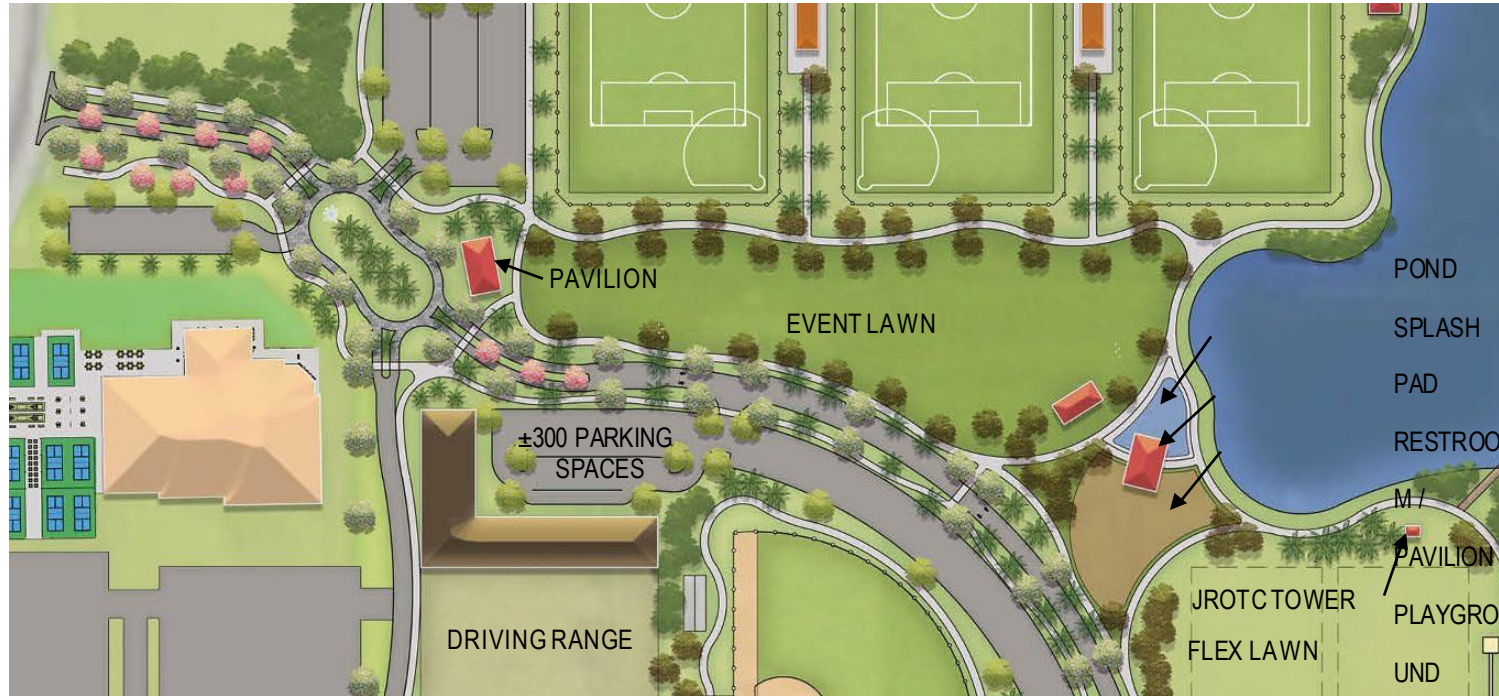 PAVILION
EVENT LAWN
±300 PARKING
SPACES
DRIVING RANGE
JROTC TOWER
FLEX LAWN
POND
SPLASH
PAD
RESTROO
M /
PAVILION
PLAYGRO
UND